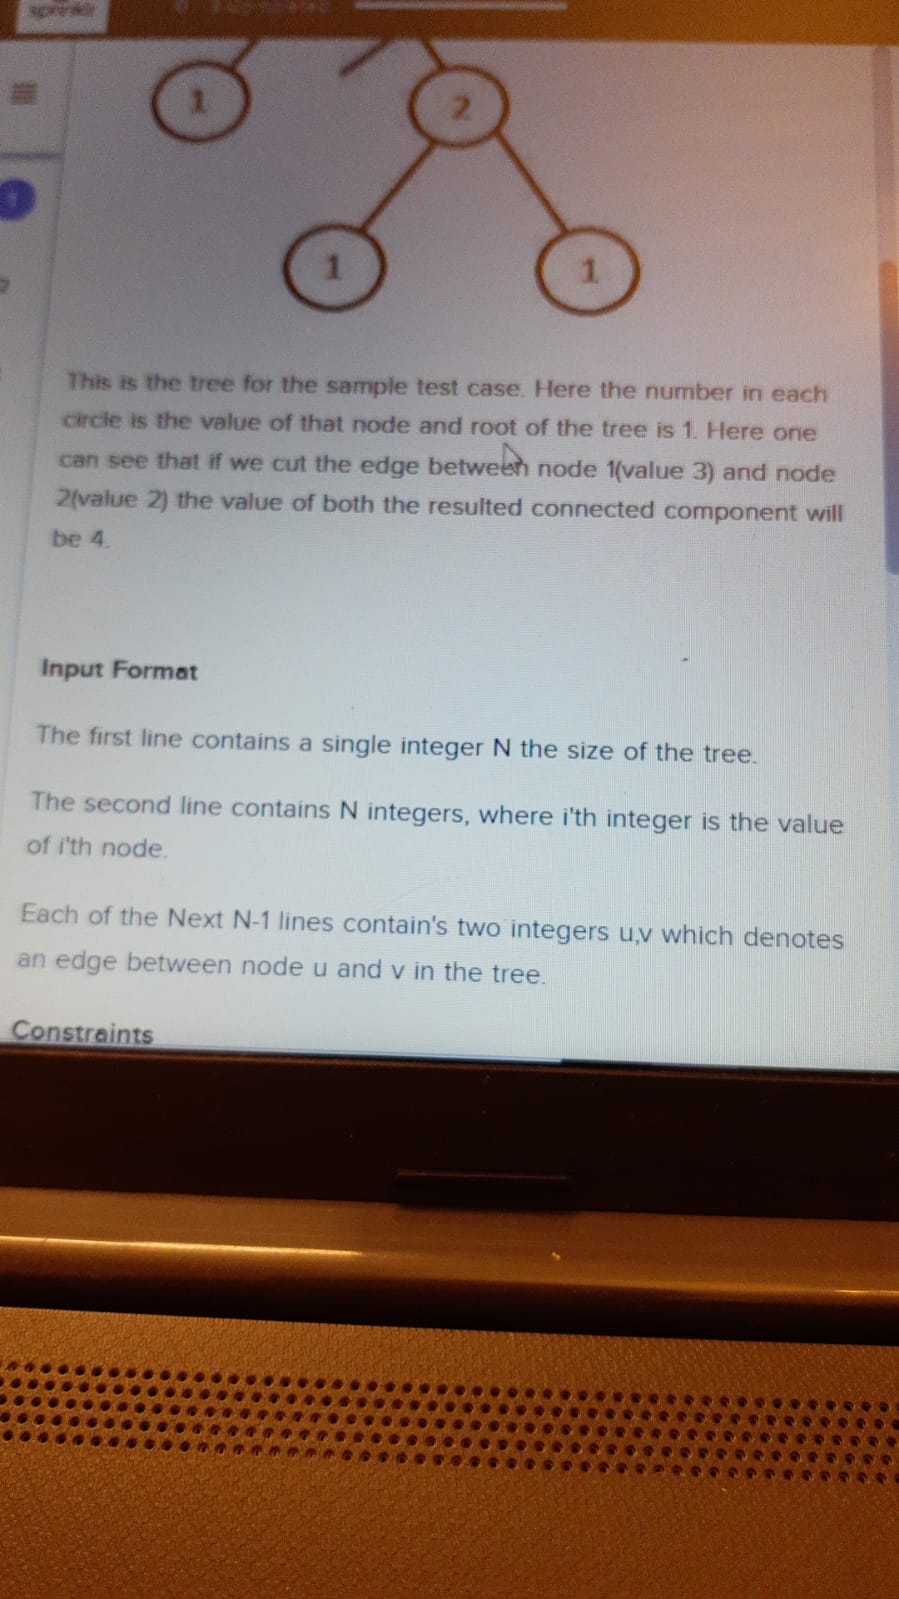 sprinklr
1
2
1
1
This is the tree for the sample test case. Here the number in each
circle is the value of that node and root of the tree is 1. Here one
can see that if we cut the edge between node 1(value 3) and node
2(value 2) the value of both the resulted connected component will
be 4.
Input Format
The first line contains a single integer N the size of the tree.
The second line contains N integers, where i'th integer is the value
of i'th node.
Each of the Next N-1 lines contain's two integers u,v which denotes
an edge between node u and v in the tree.
Constraints